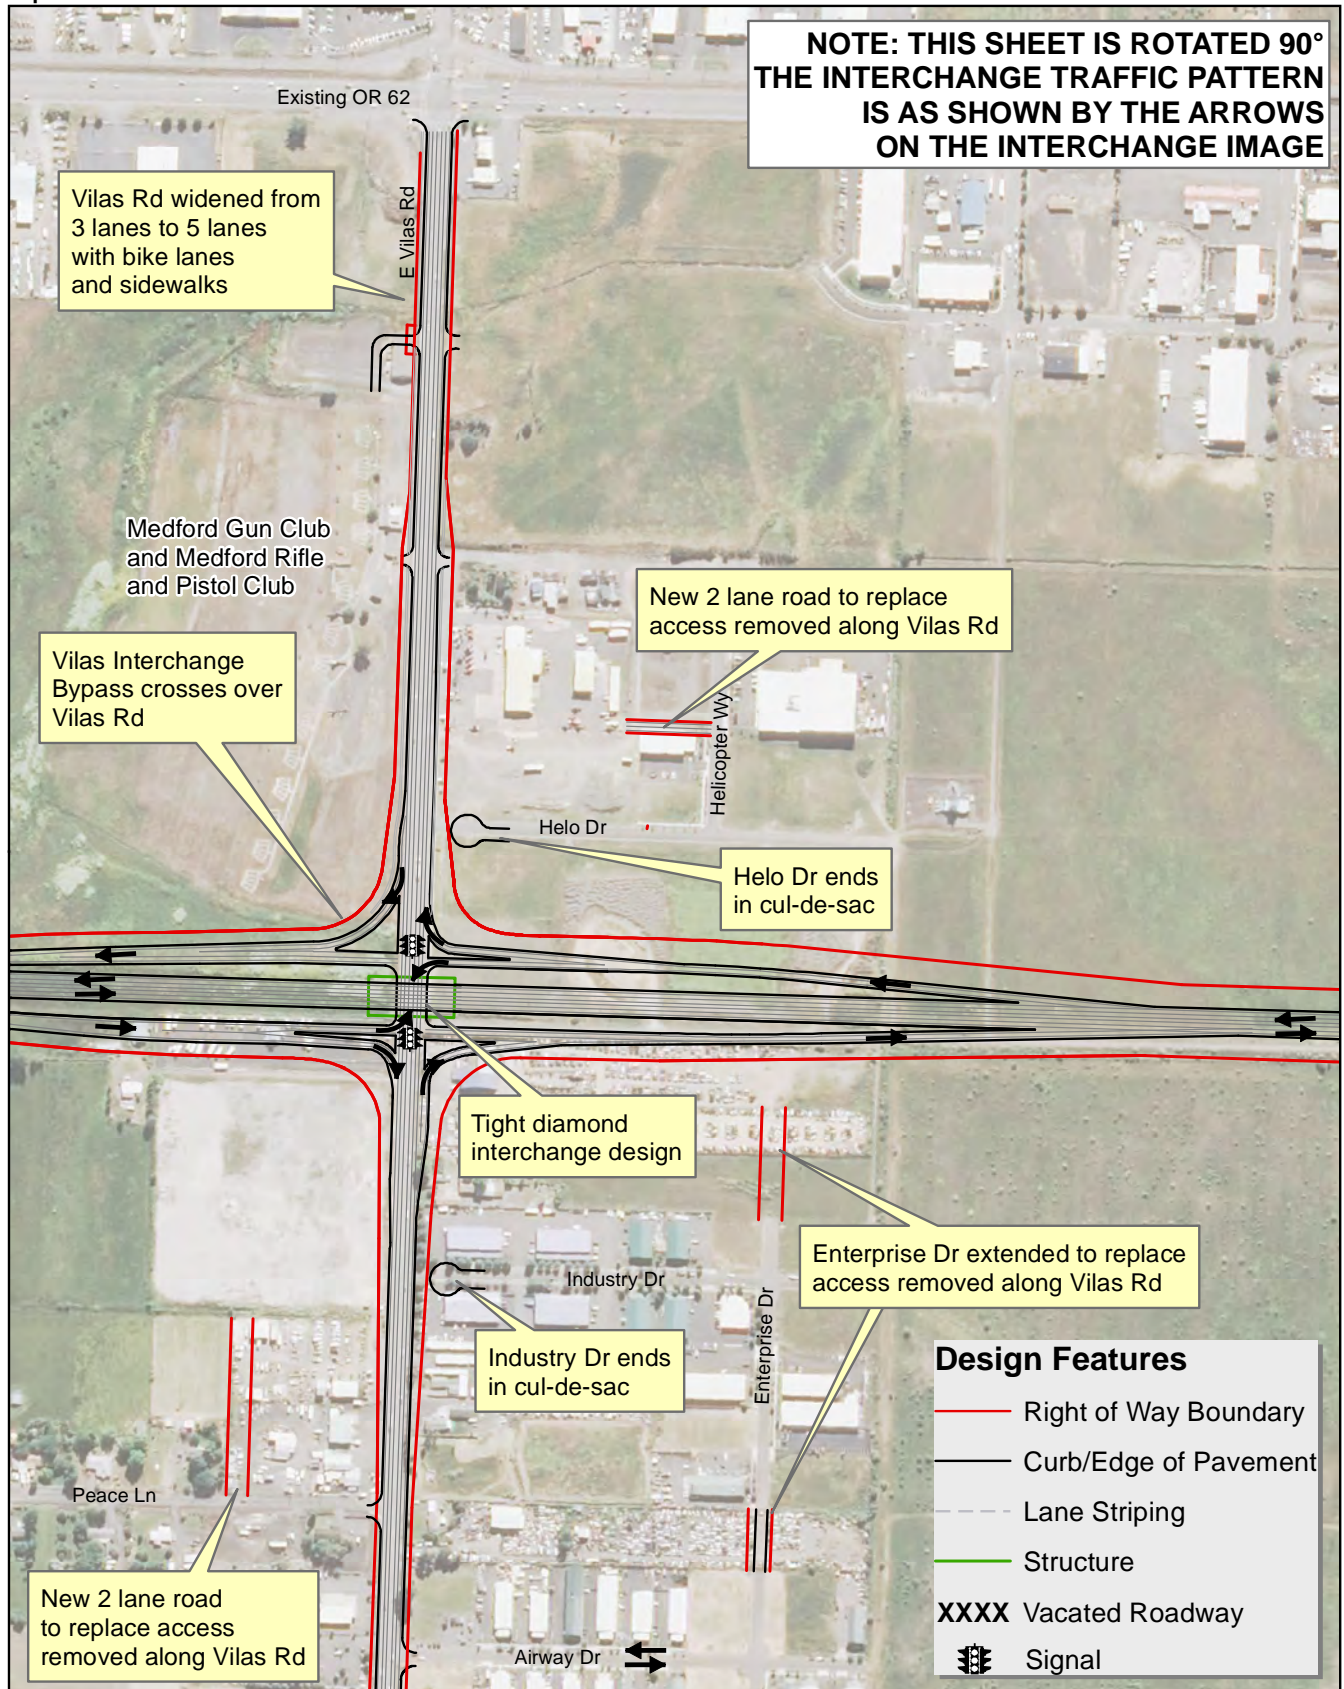 NOTE: THIS SHEET IS ROTATED 90°
THE INTERCHANGE TRAFFIC PATTERN
IS AS SHOWN BY THE ARROWS
ON THE INTERCHANGE IMAGE
Existing OR 62
Vilas Rd widened from
3 lanes to 5 lanes
with bike lanes
and sidewalks
E Vilas Rd
Medford Gun Club
and Medford Rifle
and Pistol Club
New 2 lane road to replace
access removed along Vilas Rd
Vilas Interchange
Bypass crosses over
Vilas Rd
Helicopter Wy
Helo Dr
Helo Dr ends
in cul-de-sac
Tight diamond
interchange design
Enterprise Dr extended to replace
access removed along Vilas Rd
Industry Dr
Enterprise Dr
Industry Dr ends
in cul-de-sac
Peace Ln
New 2 lane road
to replace access
removed along Vilas Rd
Airway Dr
Design Features
Right of Way Boundary
Curb/Edge of Pavement
Lane Striping
Structure
XXXX Vacated Roadway
Signal